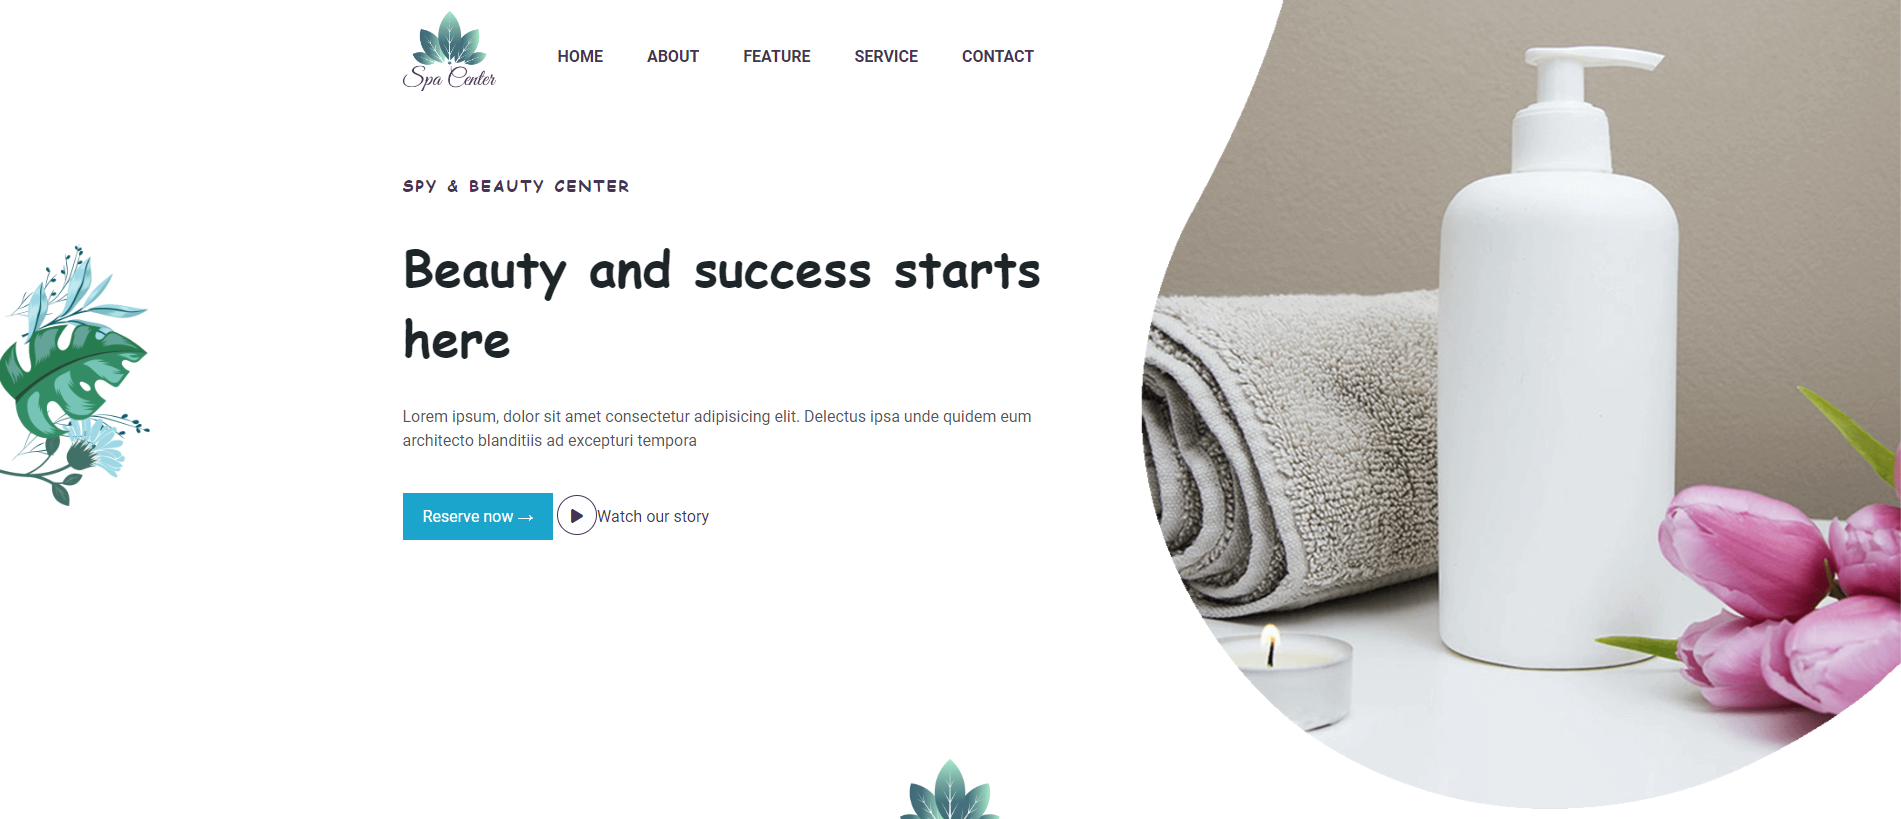 Spa Center
HOME ABOUT FEATURE SERVICE CONTACT
SPY & BEAUTY CENTER
Beauty and success starts
here
Lorem ipsum, dolor sit amet consectetur adipisicing elit. Delectus ipsa unde quidem eum
architecto blanditiis ad excepturi tempora
Reserve now → Watch our story